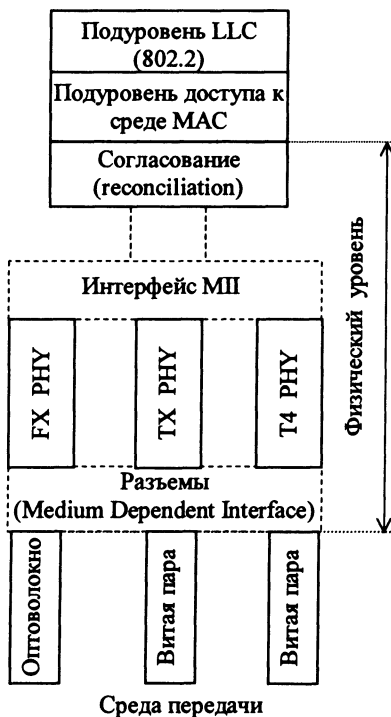 Подуровень LLC
(802.2)
Подуровень доступа к
среде MAC
Согласование
(reconciliation)
Интерфейс MII
FX PHY
TX PHY
T4 PHY
Физический уровень
Разъемы
(Medium Dependent Interface)
Оптоволокно
Витая пара
Витая пара
Среда передачи